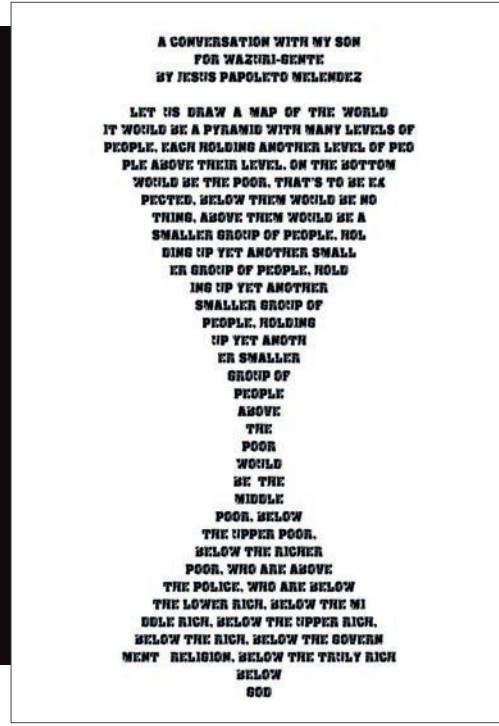 A CONVERSATION WITH MY SON
FOR WAZURI-GENTE
BY JESUS PAPOLETO MELENDEZ
LET US DRAW A MAP OF THE WORLD
IT WOULD BE A PYRAMID WITH MANY LEVELS OF
PEOPLE, EACH HOLDING ANOTHER LEVEL OF PEO
PLE ABOVE THEIR LEVEL. ON THE BOTTOM
WOULD BE THE POOR, THAT'S TO BE EX
PECTED, BELOW THEM WOULD BE NO
THING, ABOVE THEM WOULD BE A
SMALLER GROUP OF PEOPLE, HOL
DING UP YET ANOTHER SMALL
ER GROUP OF PEOPLE, HOLD
ING UP YET ANOTHER
SMALLER GROUP OF
PEOPLE, HOLDING
UP YET ANOTH
ER SMALLER
GROUP OF
PEOPLE
ABOVE
THE
POOR
WOULD
BE THE
MIDDLE
POOR, BELOW
THE UPPER POOR,
BELOW THE RICHER
POOR, WHO ARE ABOVE
THE POLICE, WHO ARE BELOW
THE LOWER RICH, BELOW THE MI
DDLE RICH, BELOW THE UPPER RICH,
BELOW THE RICH, BELOW THE GOVERN
MENT RELIGION, BELOW THE TRULY RICH
BELOW
GOD